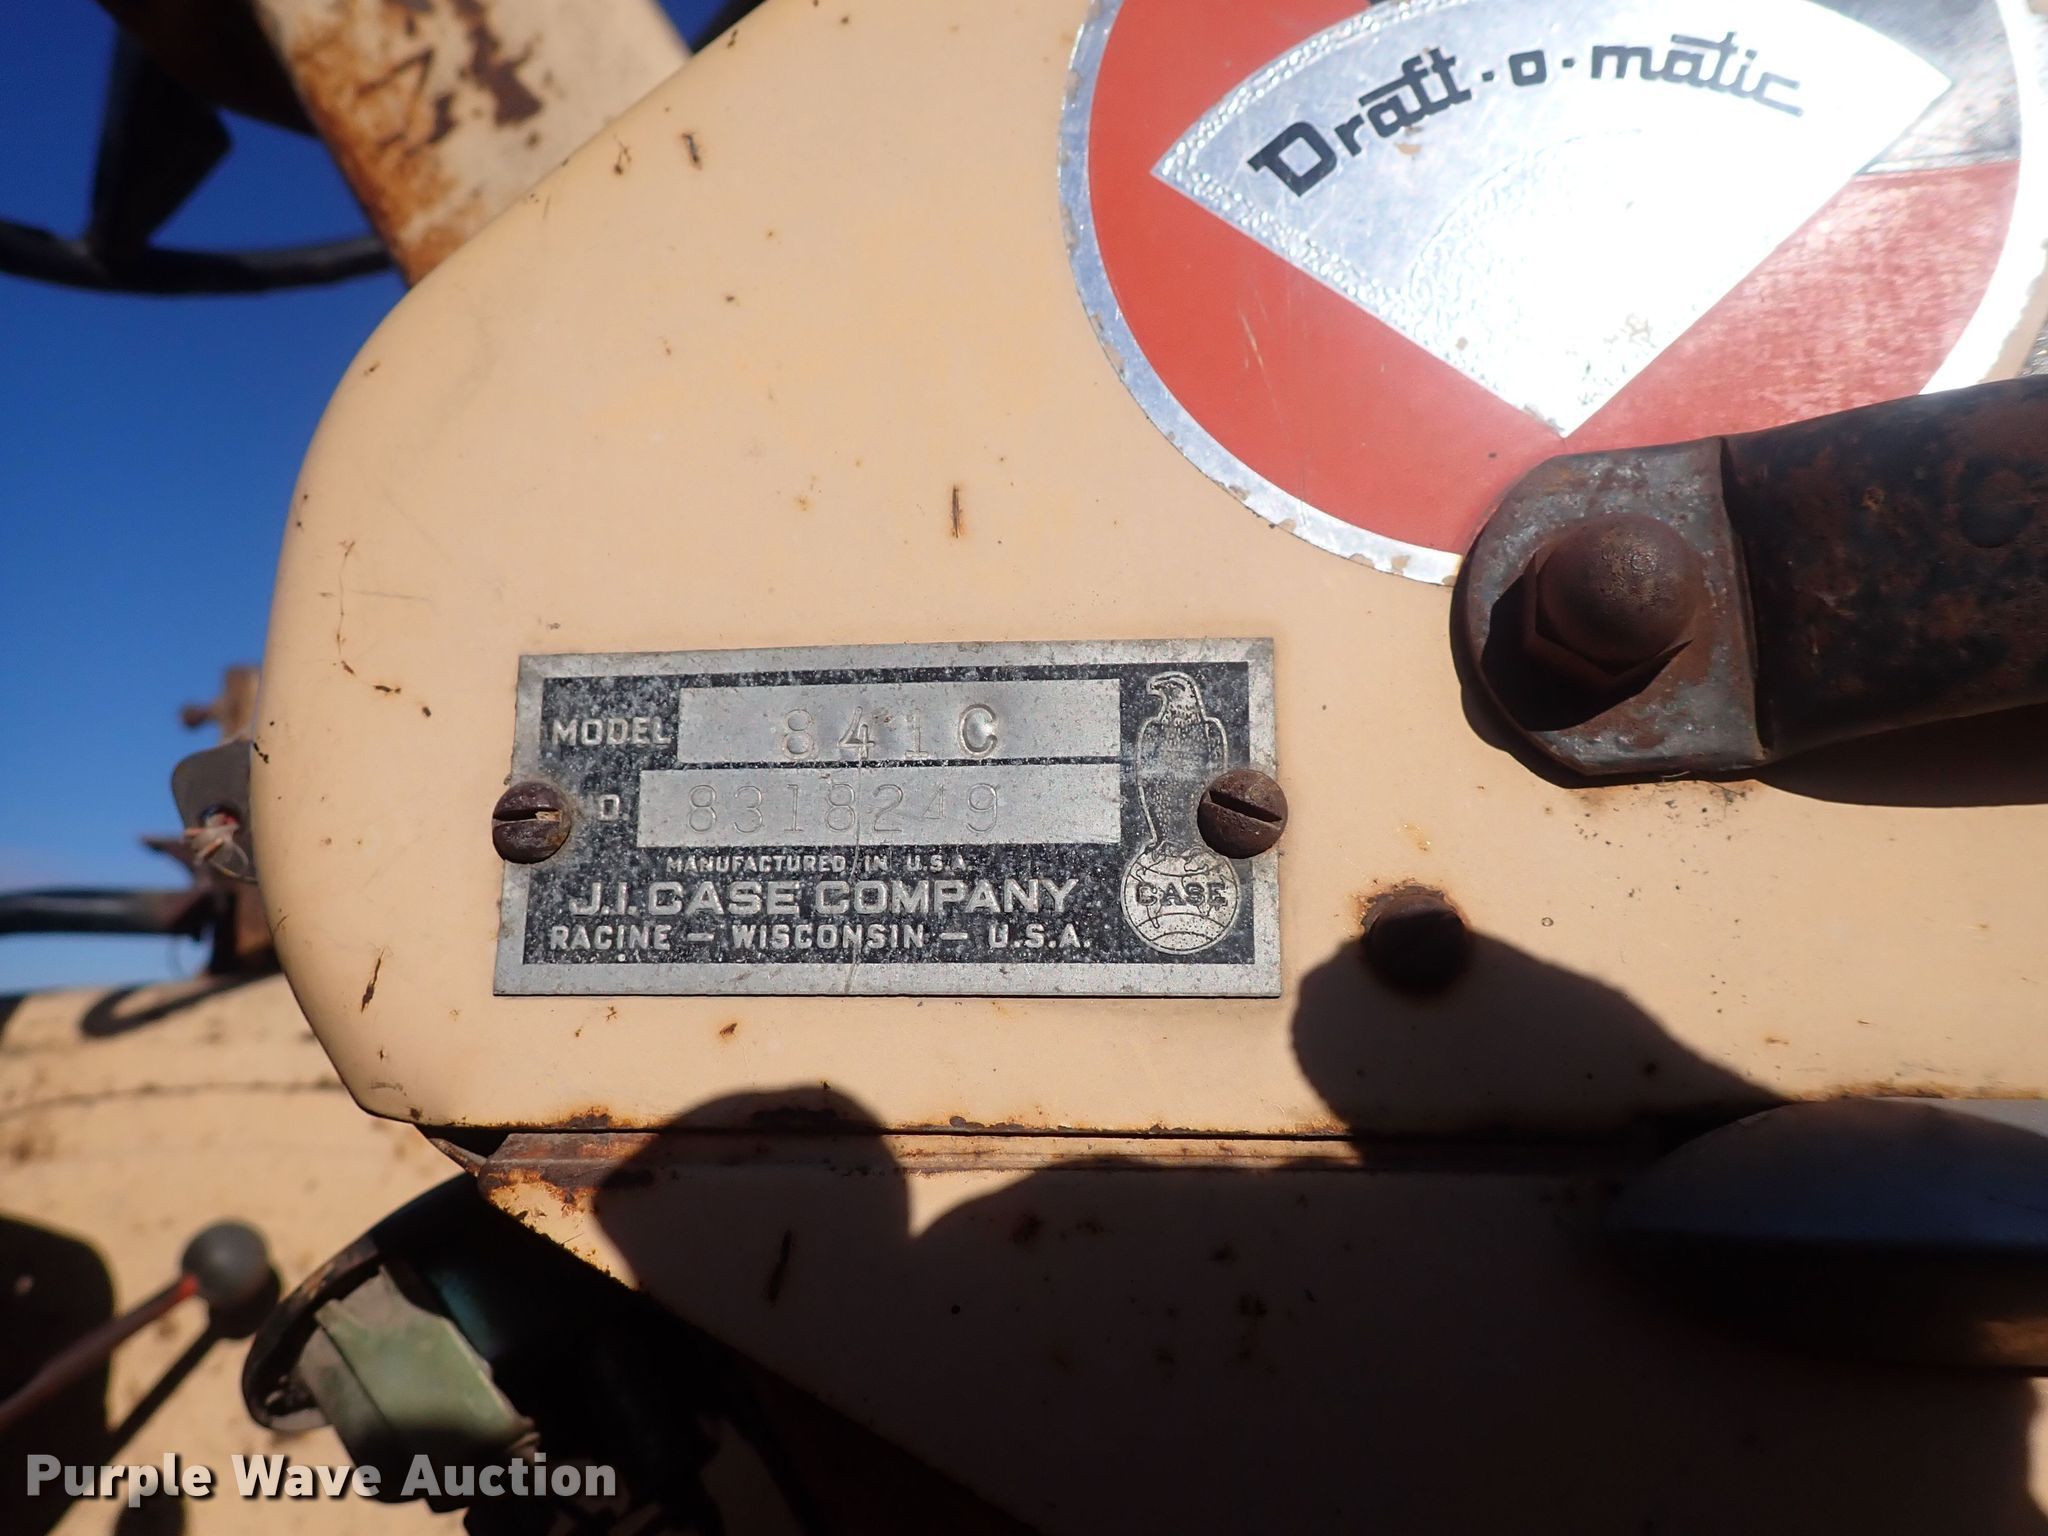 Draft-o-matic
MODEL 841C
O. 8318249
MANUFACTURED IN U.S.A.
J.I. CASE COMPANY
RACINE — WISCONSIN — U.S.A.
CASE
Purple Wave Auction